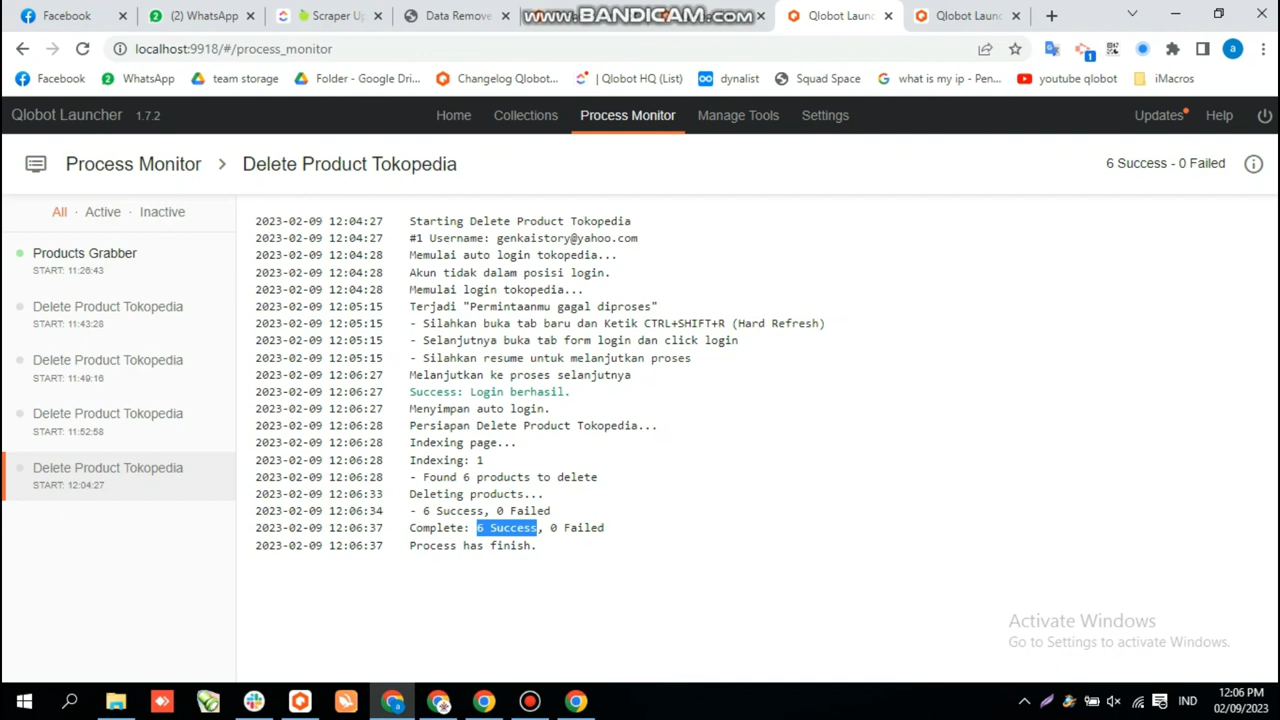 Facebook
(2) WhatsApp
Scraper Up
Data Remove
WWW.BANDICAM.COM
Qlobot Laun
Qlobot Laun
localhost:9918/#/process_monitor
Facebook
WhatsApp
team storage
Folder - Google Dri...
Changelog Qlobot...
| Qlobot HQ (List)
dynalist
Squad Space
what is my ip - Pen...
youtube qlobot
iMacros
Qlobot Launcher 1.7.2
Home
Collections
Process Monitor
Manage Tools
Settings
Updates
Help
Process Monitor > Delete Product Tokopedia
6 Success - 0 Failed
All · Active · Inactive
Products Grabber
START: 11:26:43
Delete Product Tokopedia
START: 11:43:28
Delete Product Tokopedia
START: 11:49:16
Delete Product Tokopedia
START: 11:52:58
Delete Product Tokopedia
START: 12:04:27
2023-02-09 12:04:27 Starting Delete Product Tokopedia
2023-02-09 12:04:27 #1 Username: genkaistory@yahoo.com
2023-02-09 12:04:28 Memulai auto login tokopedia...
2023-02-09 12:04:28 Akun tidak dalam posisi login.
2023-02-09 12:04:28 Memulai login tokopedia...
2023-02-09 12:05:15 Terjadi "Permintaanmu gagal diproses"
2023-02-09 12:05:15 - Silahkan buka tab baru dan Ketik CTRL+SHIFT+R (Hard Refresh)
2023-02-09 12:05:15 - Selanjutnya buka tab form login dan click login
2023-02-09 12:05:15 - Silahkan resume untuk melanjutkan proses
2023-02-09 12:06:27 Melanjutkan ke proses selanjutnya
2023-02-09 12:06:27 Success: Login berhasil.
2023-02-09 12:06:27 Menyimpan auto login.
2023-02-09 12:06:28 Persiapan Delete Product Tokopedia...
2023-02-09 12:06:28 Indexing page...
2023-02-09 12:06:28 Indexing: 1
2023-02-09 12:06:28 - Found 6 products to delete
2023-02-09 12:06:33 Deleting products...
2023-02-09 12:06:34 - 6 Success, 0 Failed
2023-02-09 12:06:37 Complete: 6 Success, 0 Failed
2023-02-09 12:06:37 Process has finish.
Activate Windows
Go to Settings to activate Windows.
IND
12:06 PM
02/09/2023